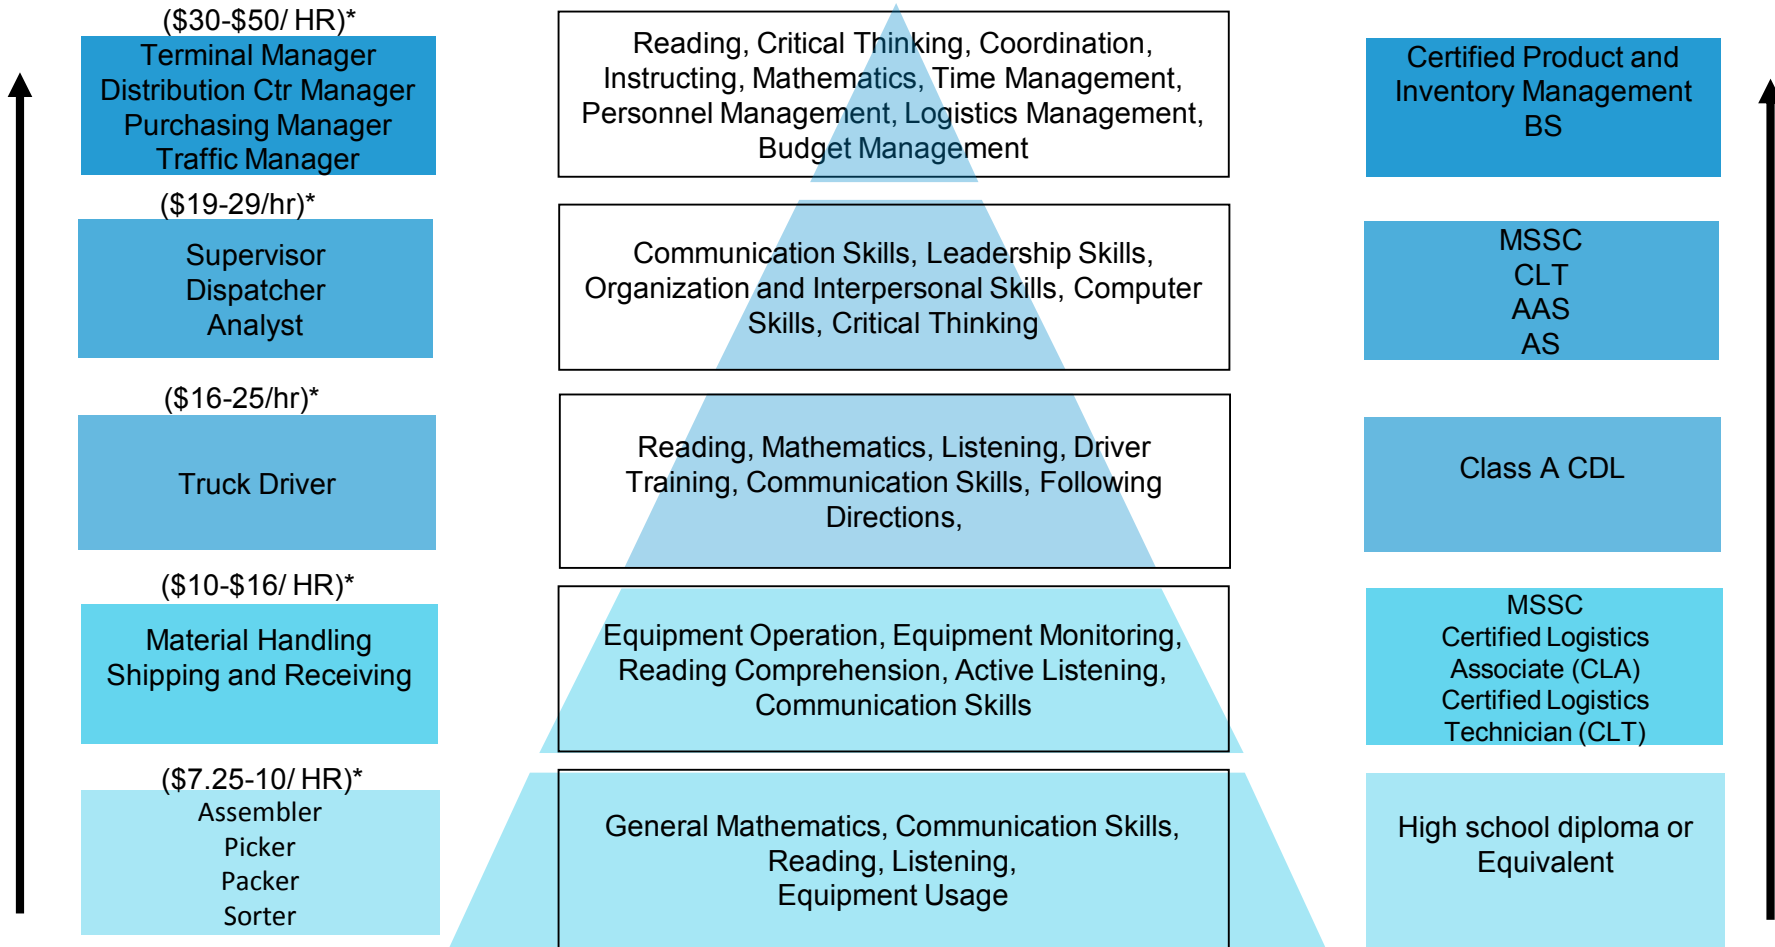 ($30-$50/ HR)*
Terminal Manager
Distribution Ctr Manager
Purchasing Manager
Traffic Manager
Reading, Critical Thinking, Coordination,
Instructing, Mathematics, Time Management,
Personnel Management, Logistics Management,
Budget Management
Certified Product and
Inventory Management
BS
($19-29/hr)*
Supervisor
Dispatcher
Analyst
Communication Skills, Leadership Skills,
Organization and Interpersonal Skills, Computer
Skills, Critical Thinking
MSSC
CLT
AAS
AS
($16-25/hr)*
Truck Driver
Reading, Mathematics, Listening, Driver
Training, Communication Skills, Following
Directions,
Class A CDL
($10-$16/ HR)*
Material Handling
Shipping and Receiving
Equipment Operation, Equipment Monitoring,
Reading Comprehension, Active Listening,
Communication Skills
MSSC
Certified Logistics
Associate (CLA)
Certified Logistics
Technician (CLT)
($7.25-10/ HR)*
Assembler
Picker
Packer
Sorter
General Mathematics, Communication Skills,
Reading, Listening,
Equipment Usage
High school diploma or
Equivalent